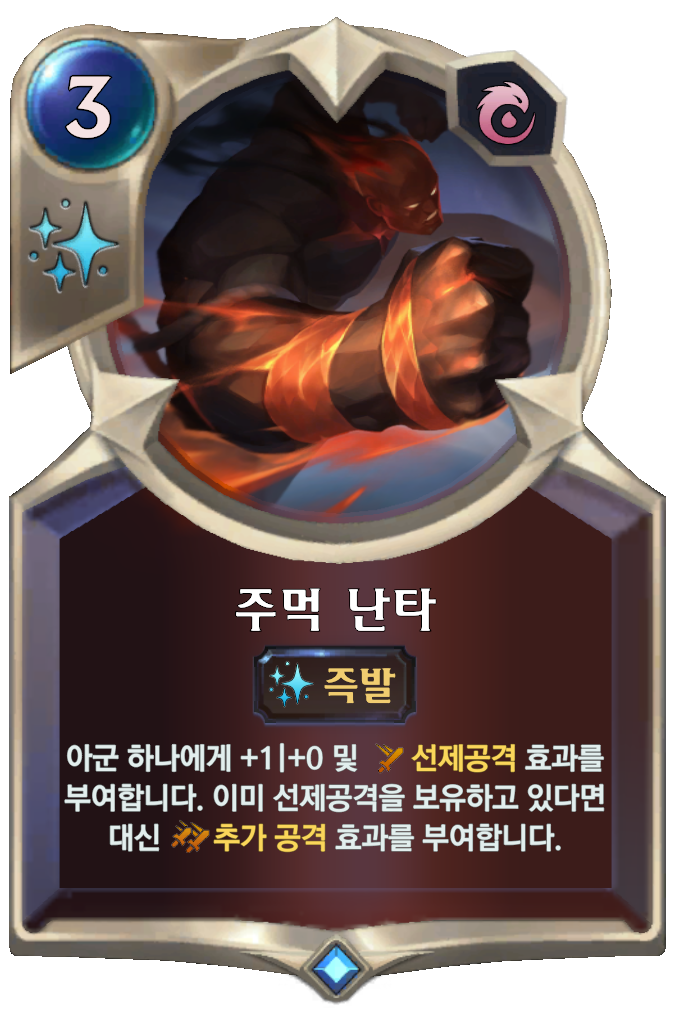 3
주먹 난타
즉발
아군 하나에게 +1|+0 및 선제공격 효과를
부여합니다. 이미 선제공격을 보유하고 있다면
대신 추가 공격 효과를 부여합니다.